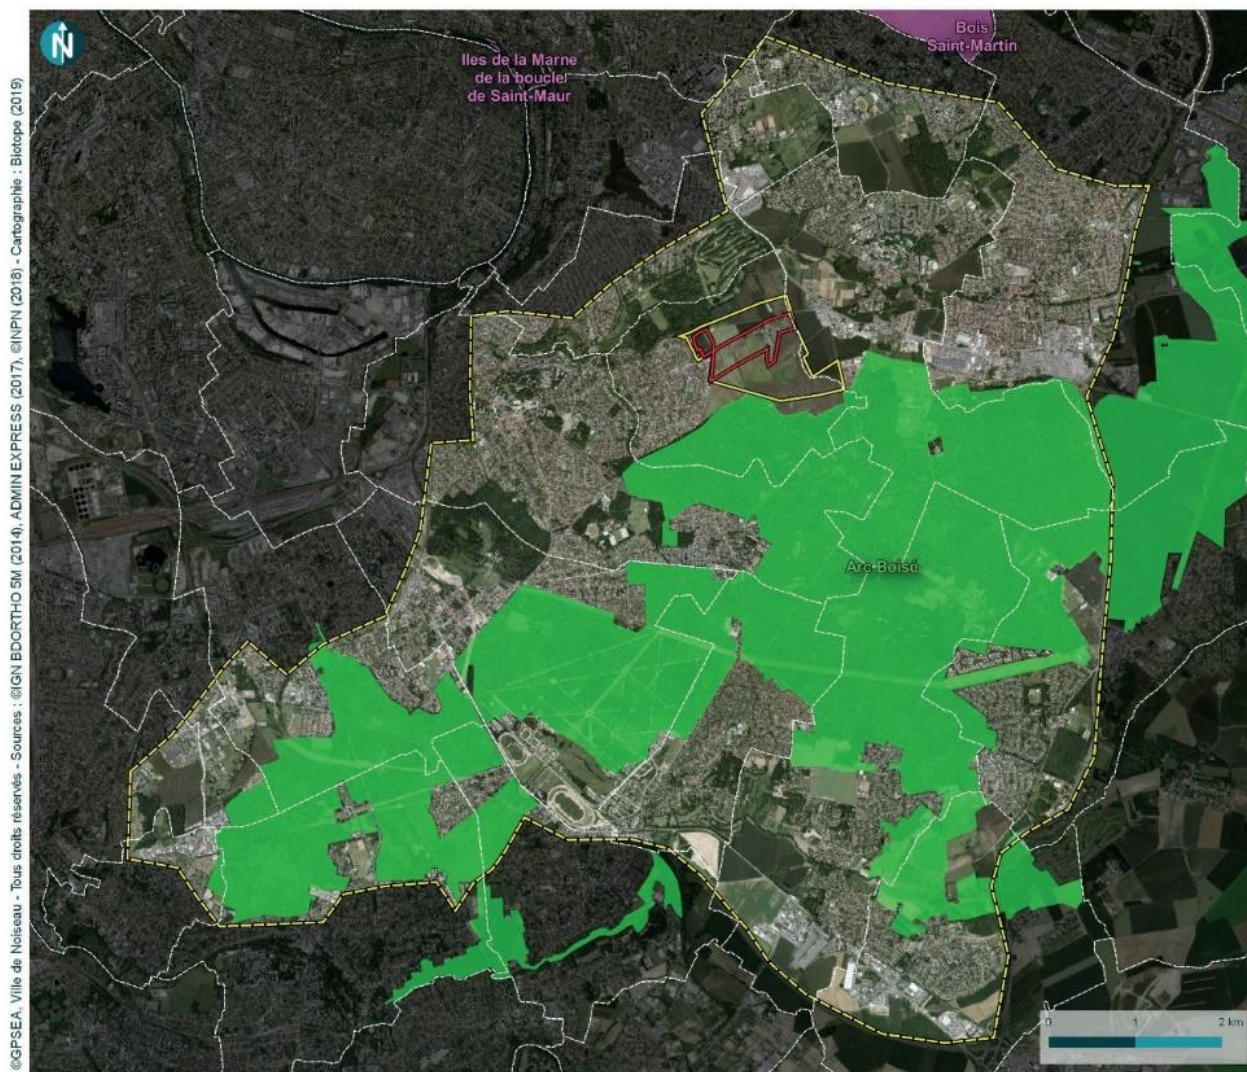 N
Bois
Saint-Martin
Iles de la Marne
de la boucle
de Saint-Maur
Arc Boisé
0 1 2 km
©GPSEA, Ville de Noiseau - Tous droits réservés - Sources : ©IGN BDORTHO 5M (2014), ADMIN EXPRESS (2017), ©INPN (2018) - Cartographie : Biotope (2019)